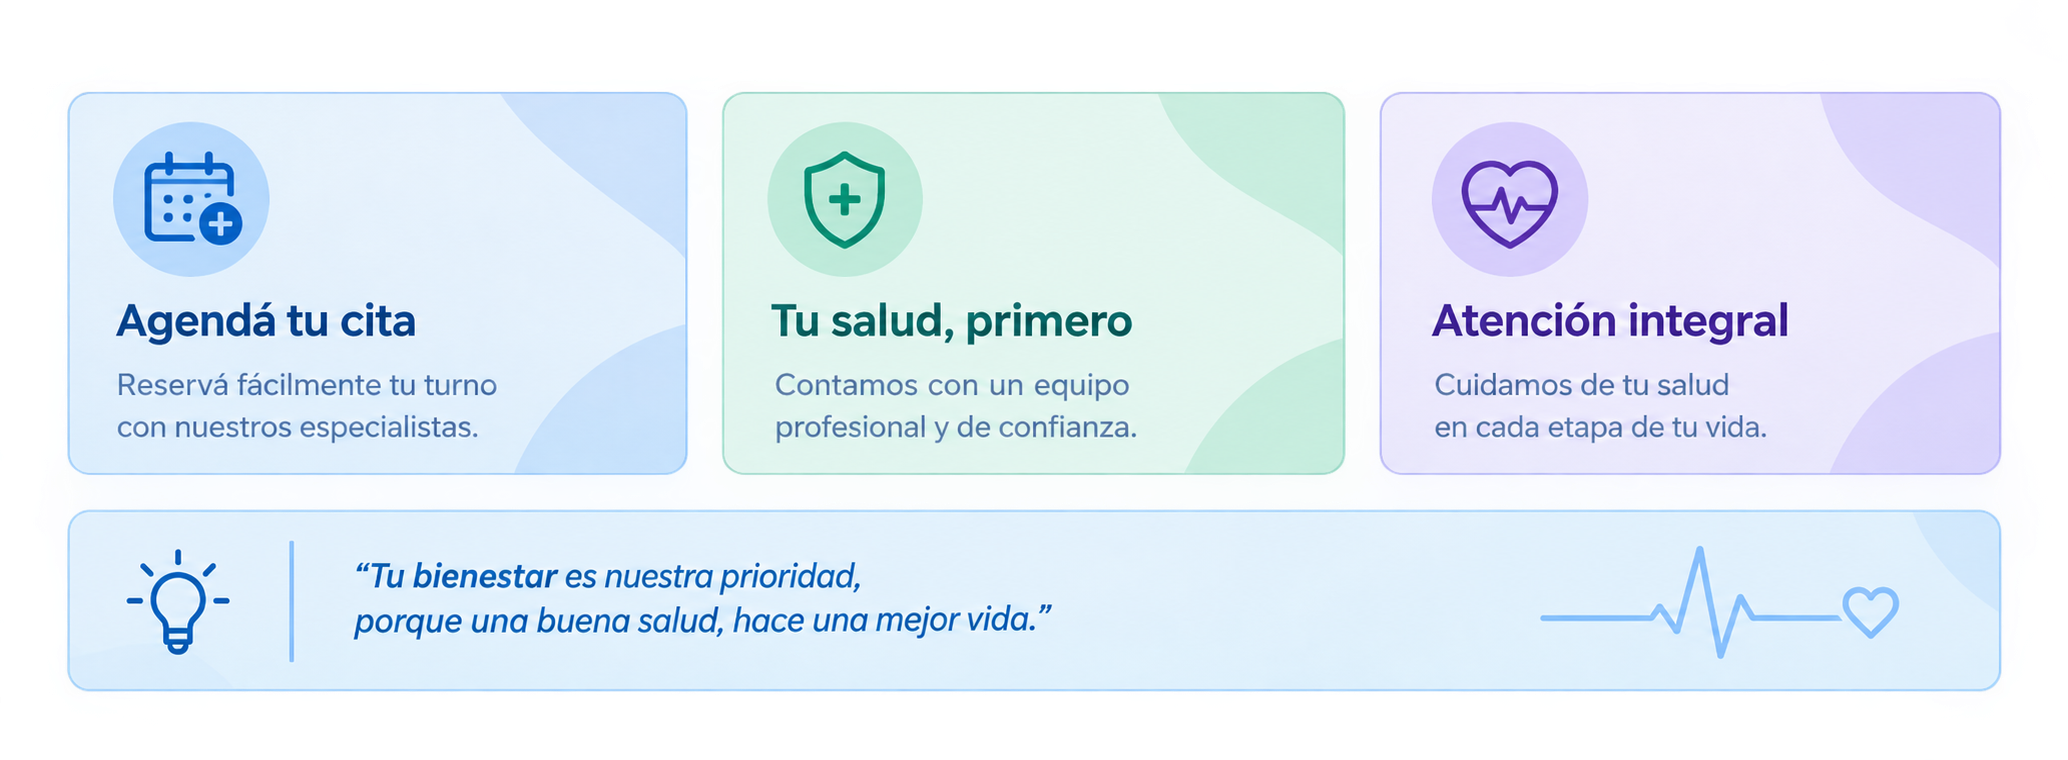 Agendá tu cita
Reservá fácilmente tu turno
con nuestros especialistas.
Tu salud, primero
Contamos con un equipo
profesional y de confianza.
Atención integral
Cuidamos de tu salud
en cada etapa de tu vida.
“Tu bienestar es nuestra prioridad,
porque una buena salud, hace una mejor vida.”